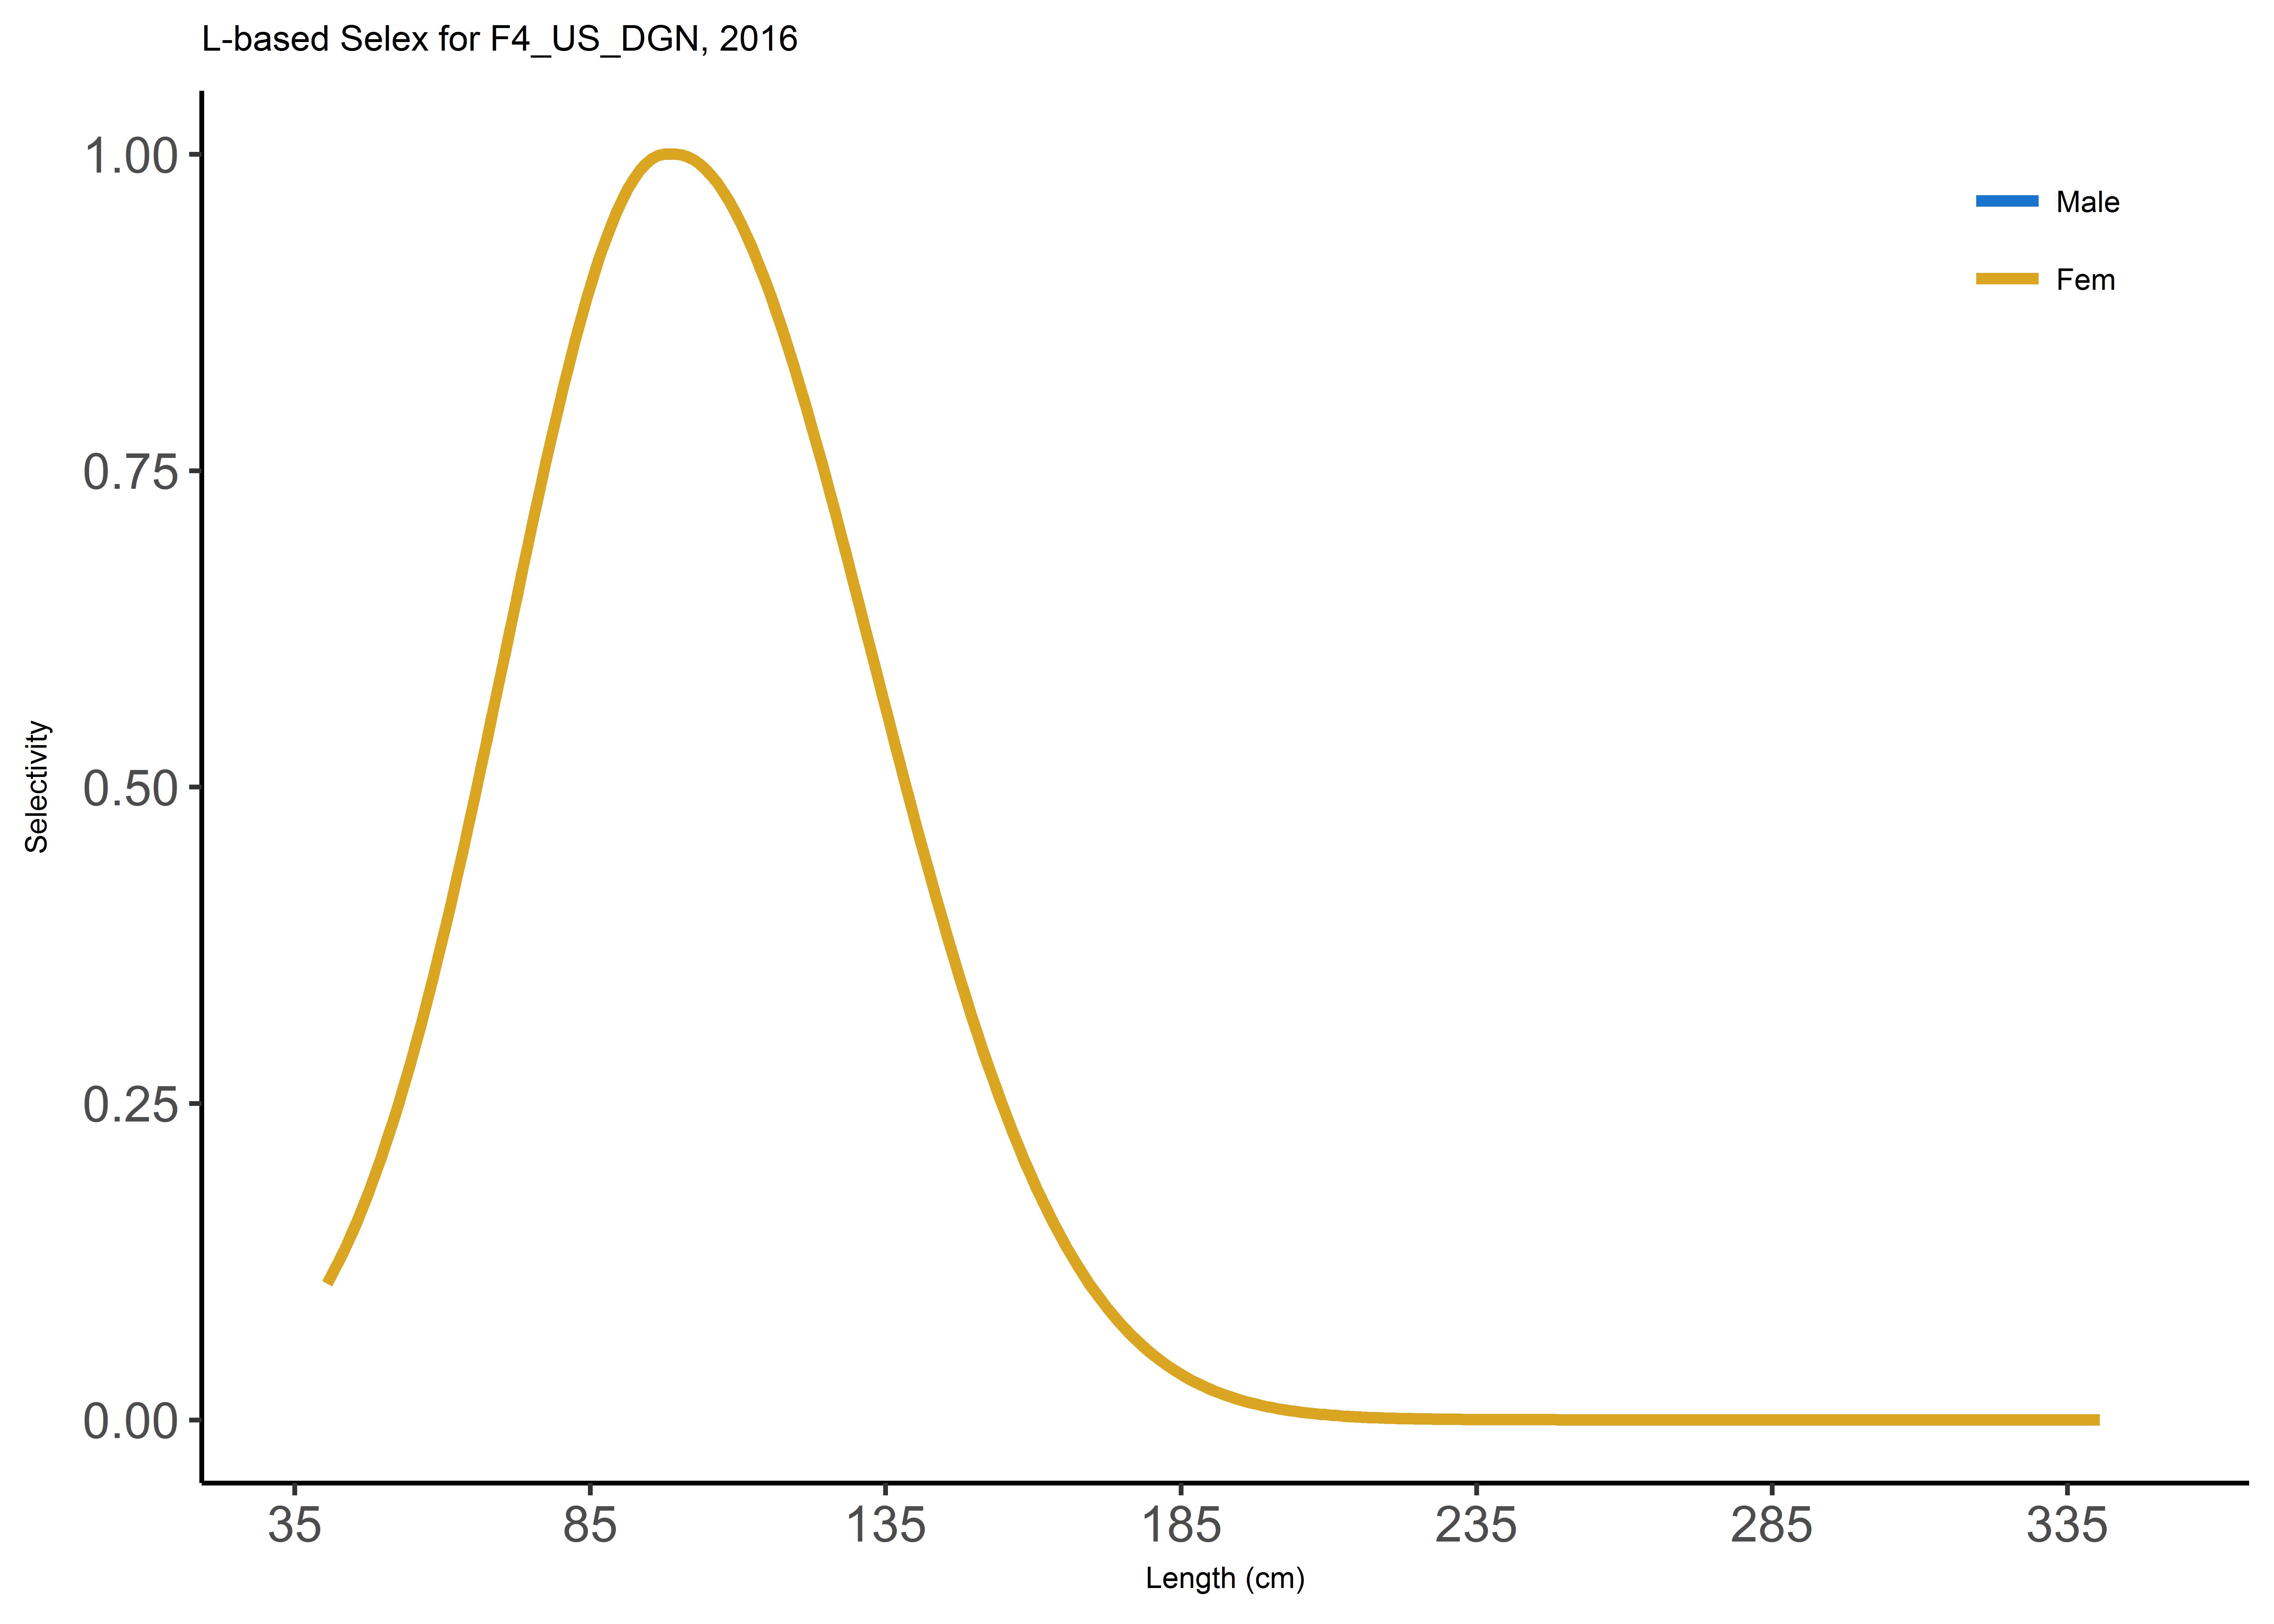 L-based Selex for F4_US_DGN, 2016
1.00
0.75
0.50
0.25
0.00
Selectivity
Male
Fem
35 85 135 185 235 285 335
Length (cm)